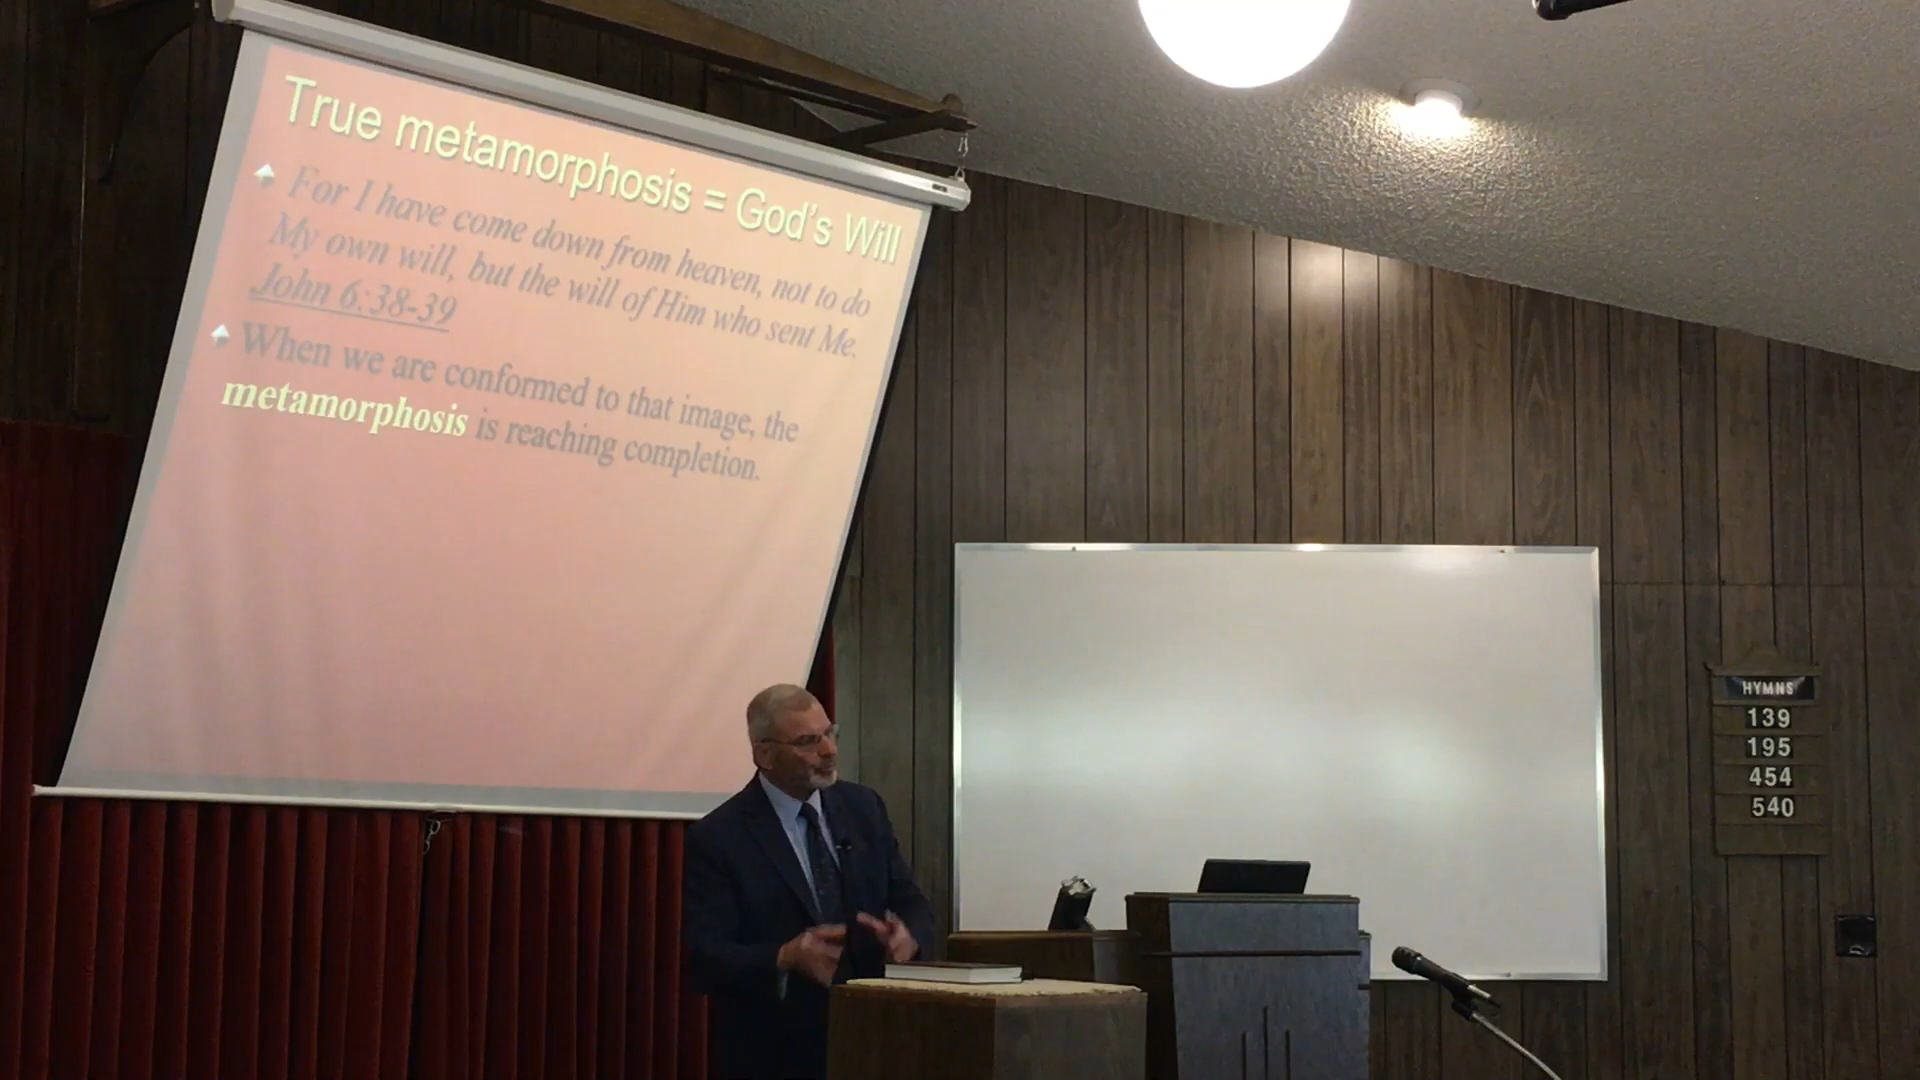 True metamorphosis = God's Will
For I have come down from heaven, not to do
My own will, but the will of Him who sent Me.
John 6:38-39
When we are conformed to that image, the
metamorphosis is reaching completion.
HYMNS
139
195
454
540